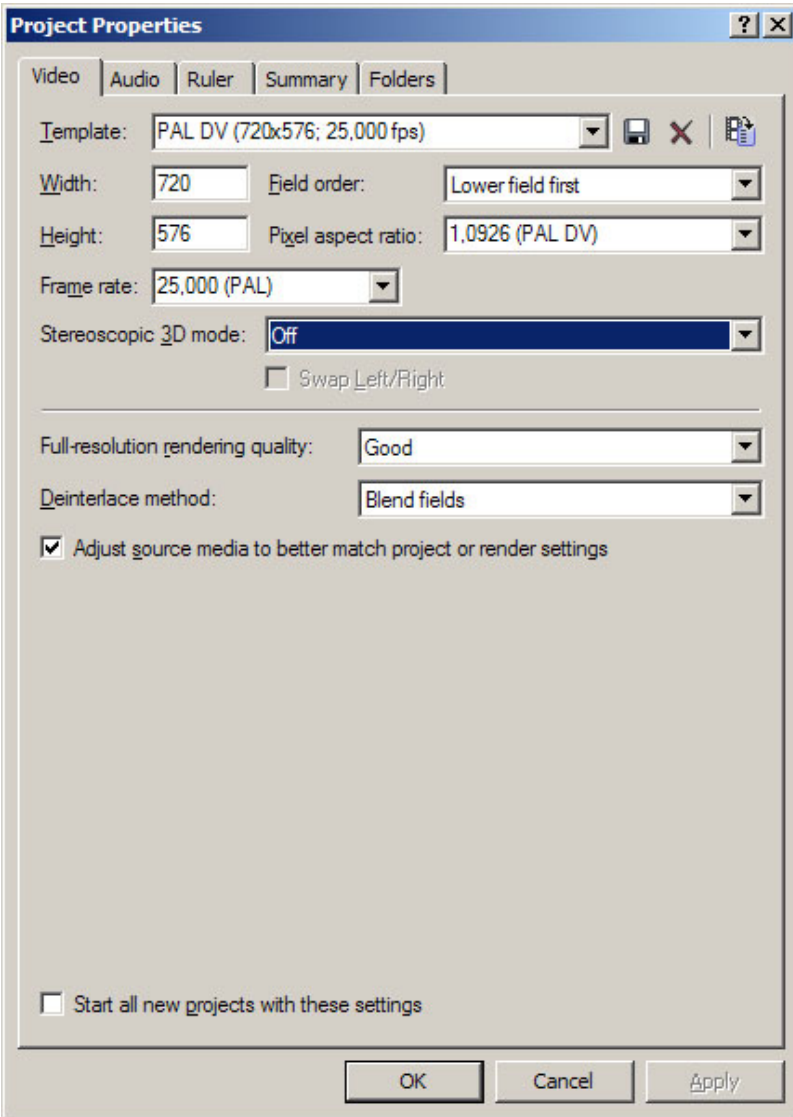 Project Properties
Video Audio Ruler Summary Folders
Template: PAL DV (720x576; 25,000 fps)
Width: 720 Field order: Lower field first
Height: 576 Pixel aspect ratio: 1,0926 (PAL DV)
Frame rate: 25,000 (PAL)
Stereoscopic 3D mode: Off
Swap Left/Right
Full-resolution rendering quality: Good
Deinterlace method: Blend fields
Adjust source media to better match project or render settings
Start all new projects with these settings
OK Cancel Apply